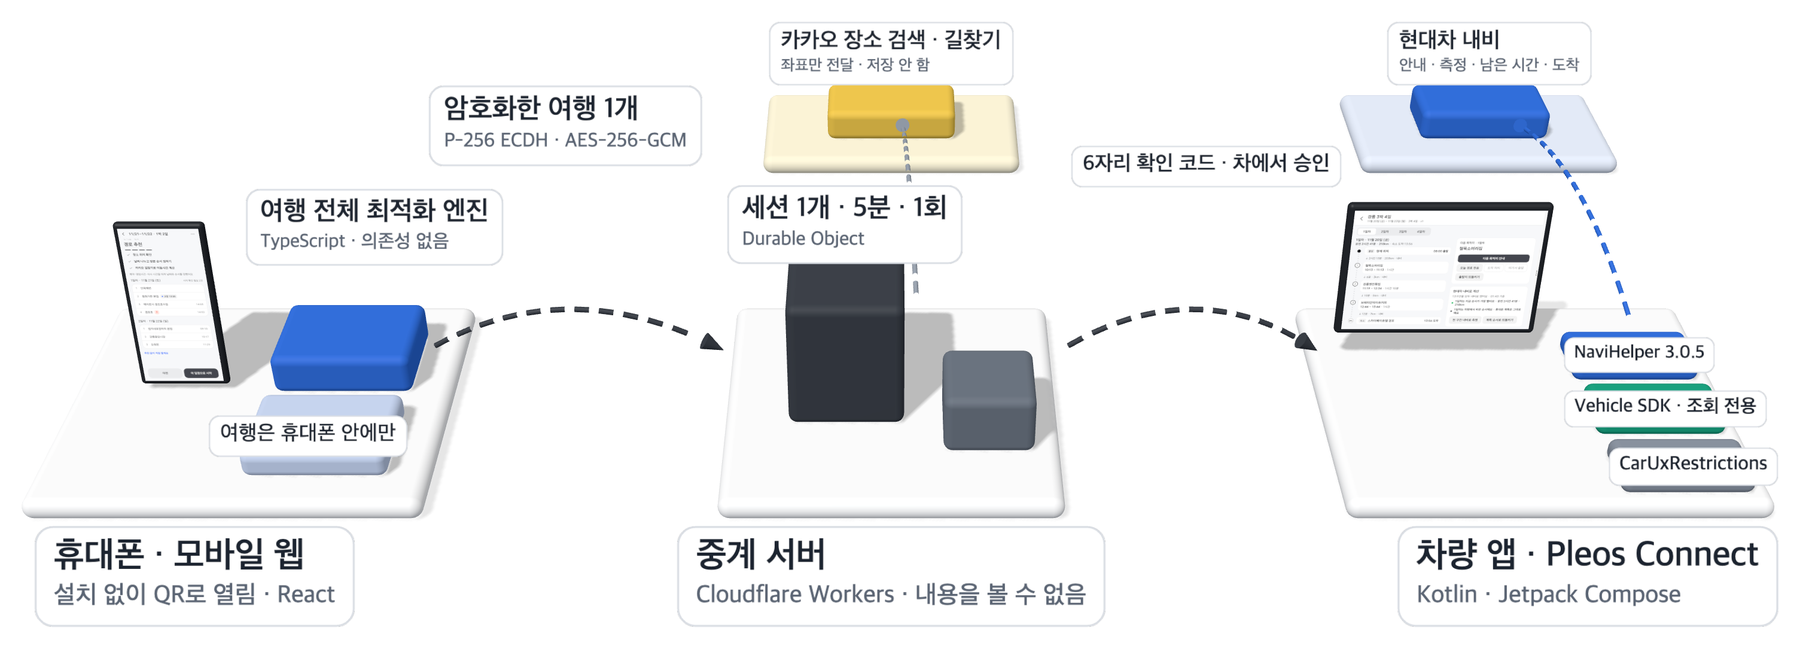 카카오 장소 검색 · 길찾기
좌표만 전달 · 저장 안 함
현대차 내비
안내 · 측정 · 남은 시간 · 도착
암호화한 여행 1개
P-256 ECDH · AES-256-GCM
6자리 확인 코드 · 차에서 승인
여행 전체 최적화 엔진
TypeScript · 의존성 없음
세션 1개 · 5분 · 1회
Durable Object
여행은 휴대폰 안에만
NaviHelper 3.0.5
Vehicle SDK · 조회 전용
CarUxRestrictions
휴대폰 · 모바일 웹
설치 없이 QR로 열림 · React
중계 서버
Cloudflare Workers · 내용을 볼 수 없음
차량 앱 · Pleos Connect
Kotlin · Jetpack Compose